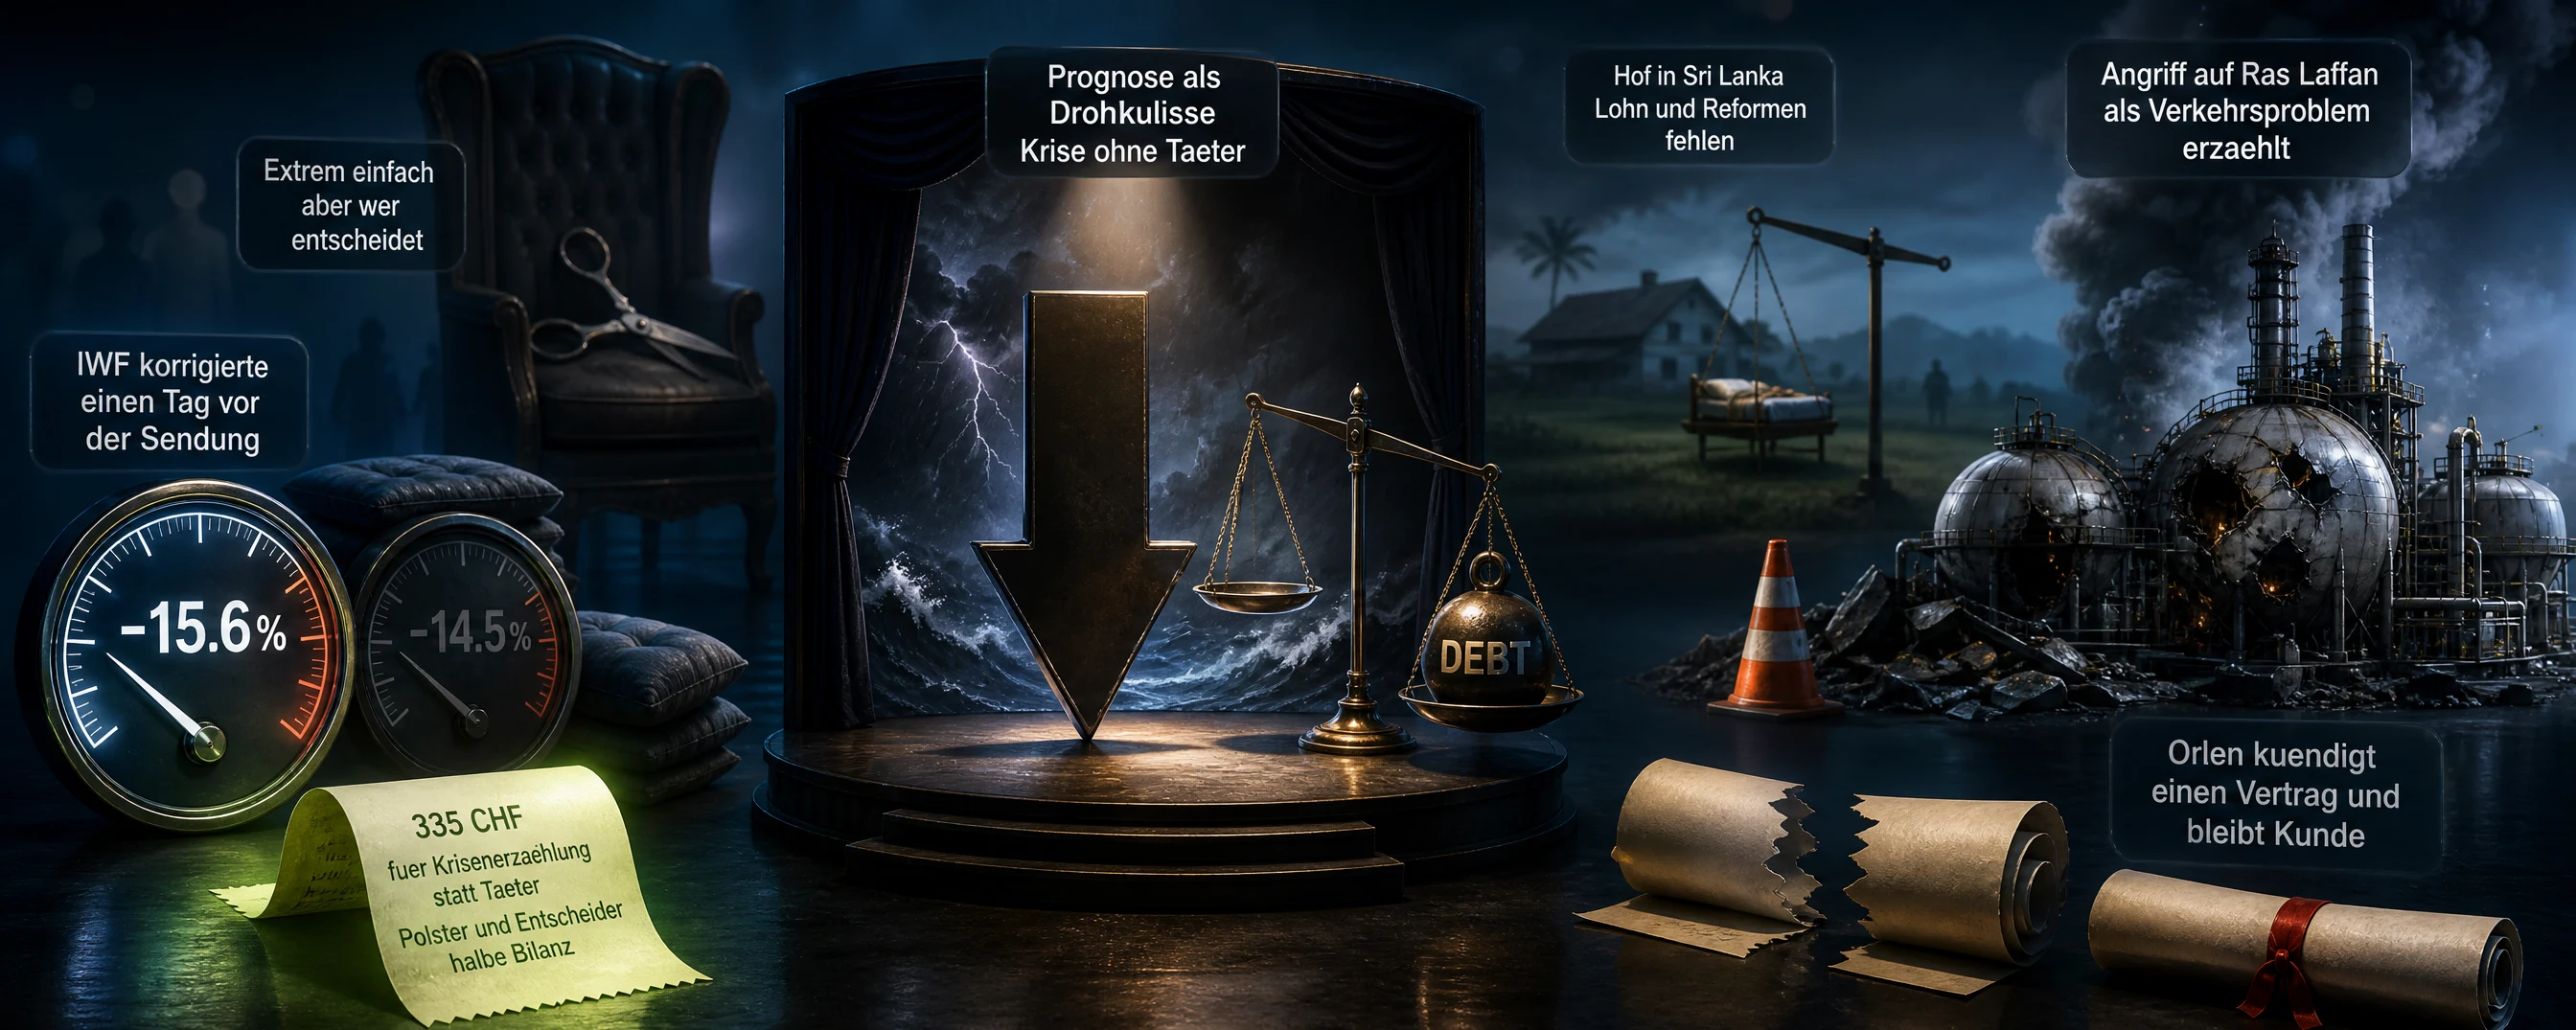 Extrem einfach
aber wer
entscheidet
IWF korrigierte
einen Tag vor
der Sendung
-15.6%
-14.5%
335 CHF
fuer Krisenerzaehlung
statt Taeter
Polster und Entscheider
halbe Bilanz
Prognose als
Drohkulisse
Krise ohne Taeter
DEBT
Hof in Sri Lanka
Lohn und Reformen
fehlen
Angriff auf Ras Laffan
als Verkehrsproblem
erzaehlt
Orlen kuendigt
einen Vertrag und
bleibt Kunde